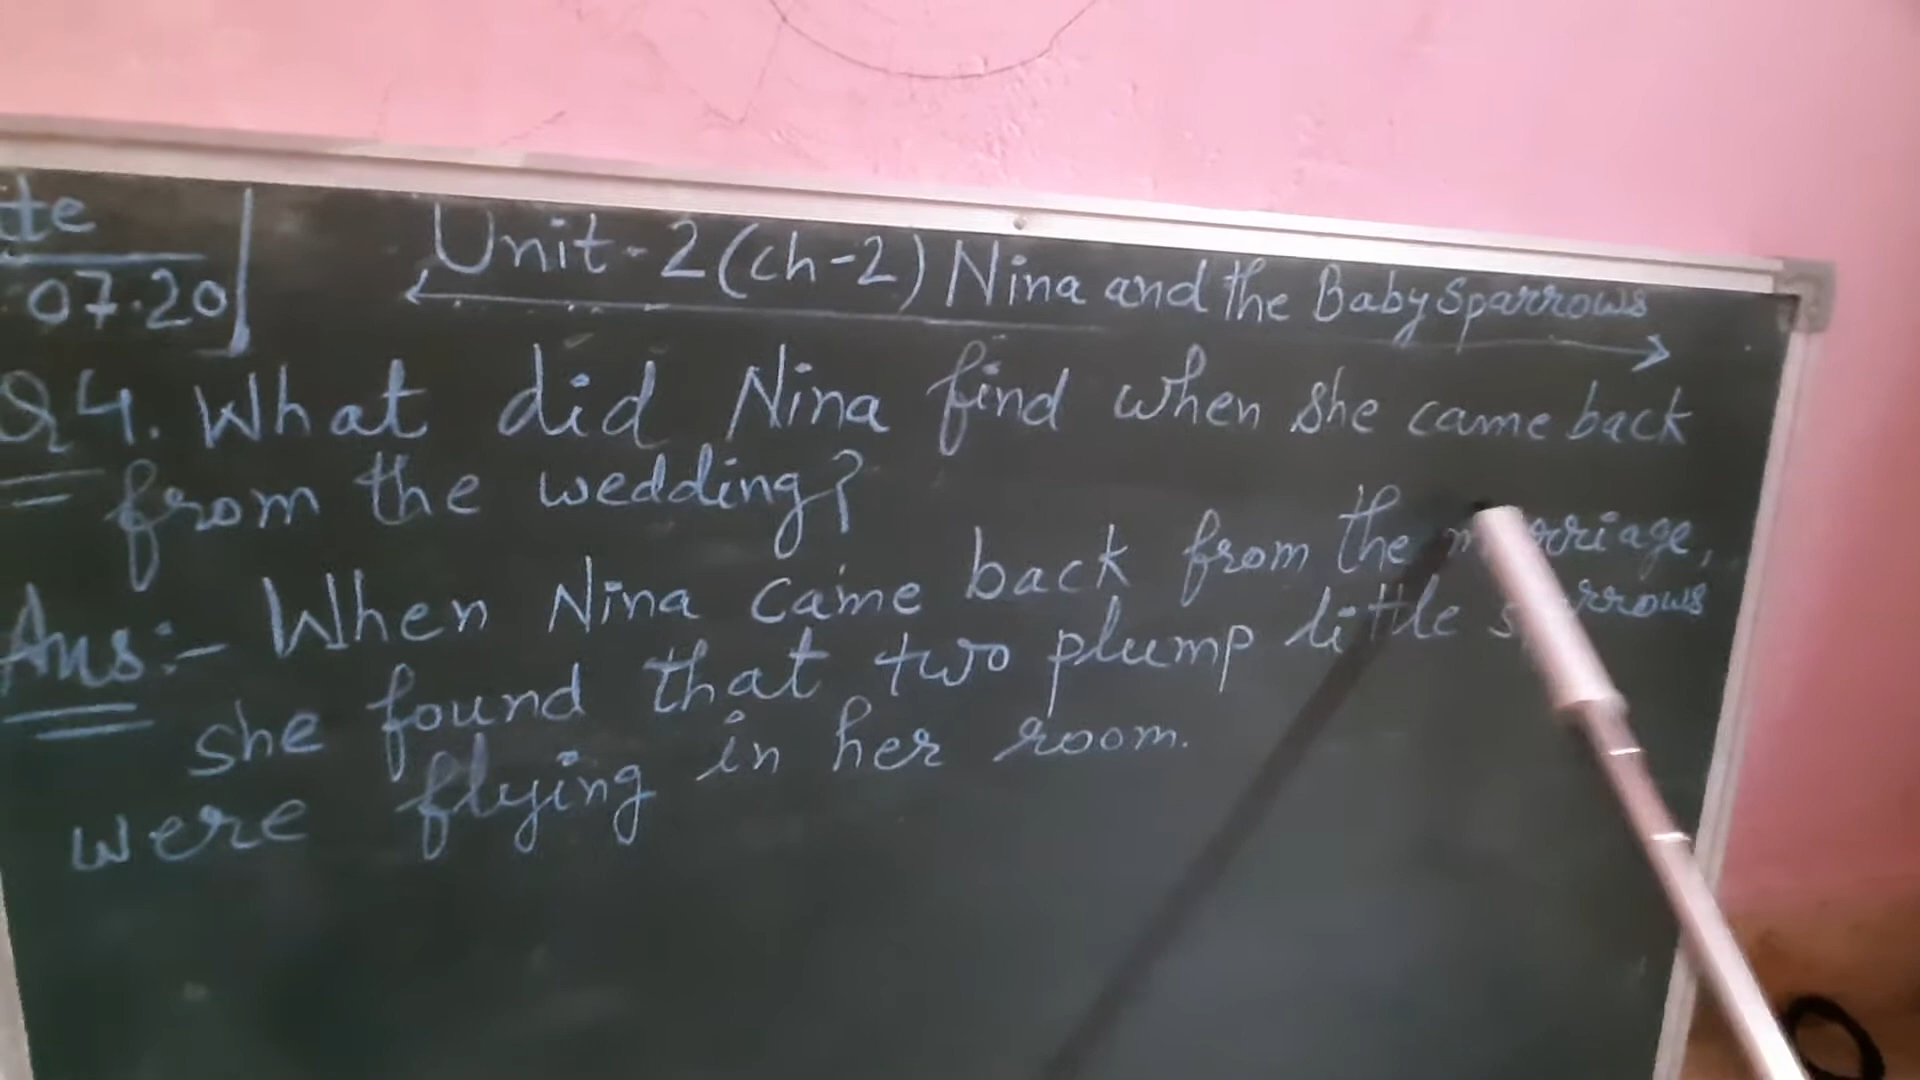 te
07.20
Unit-2 (ch-2) Nina and the Baby Sparrows
Q4. What did Nina find when she came back
from the wedding?
Ans:- When Nina came back from the marriage,
she found that two plump little sparrows
were flying in her room.